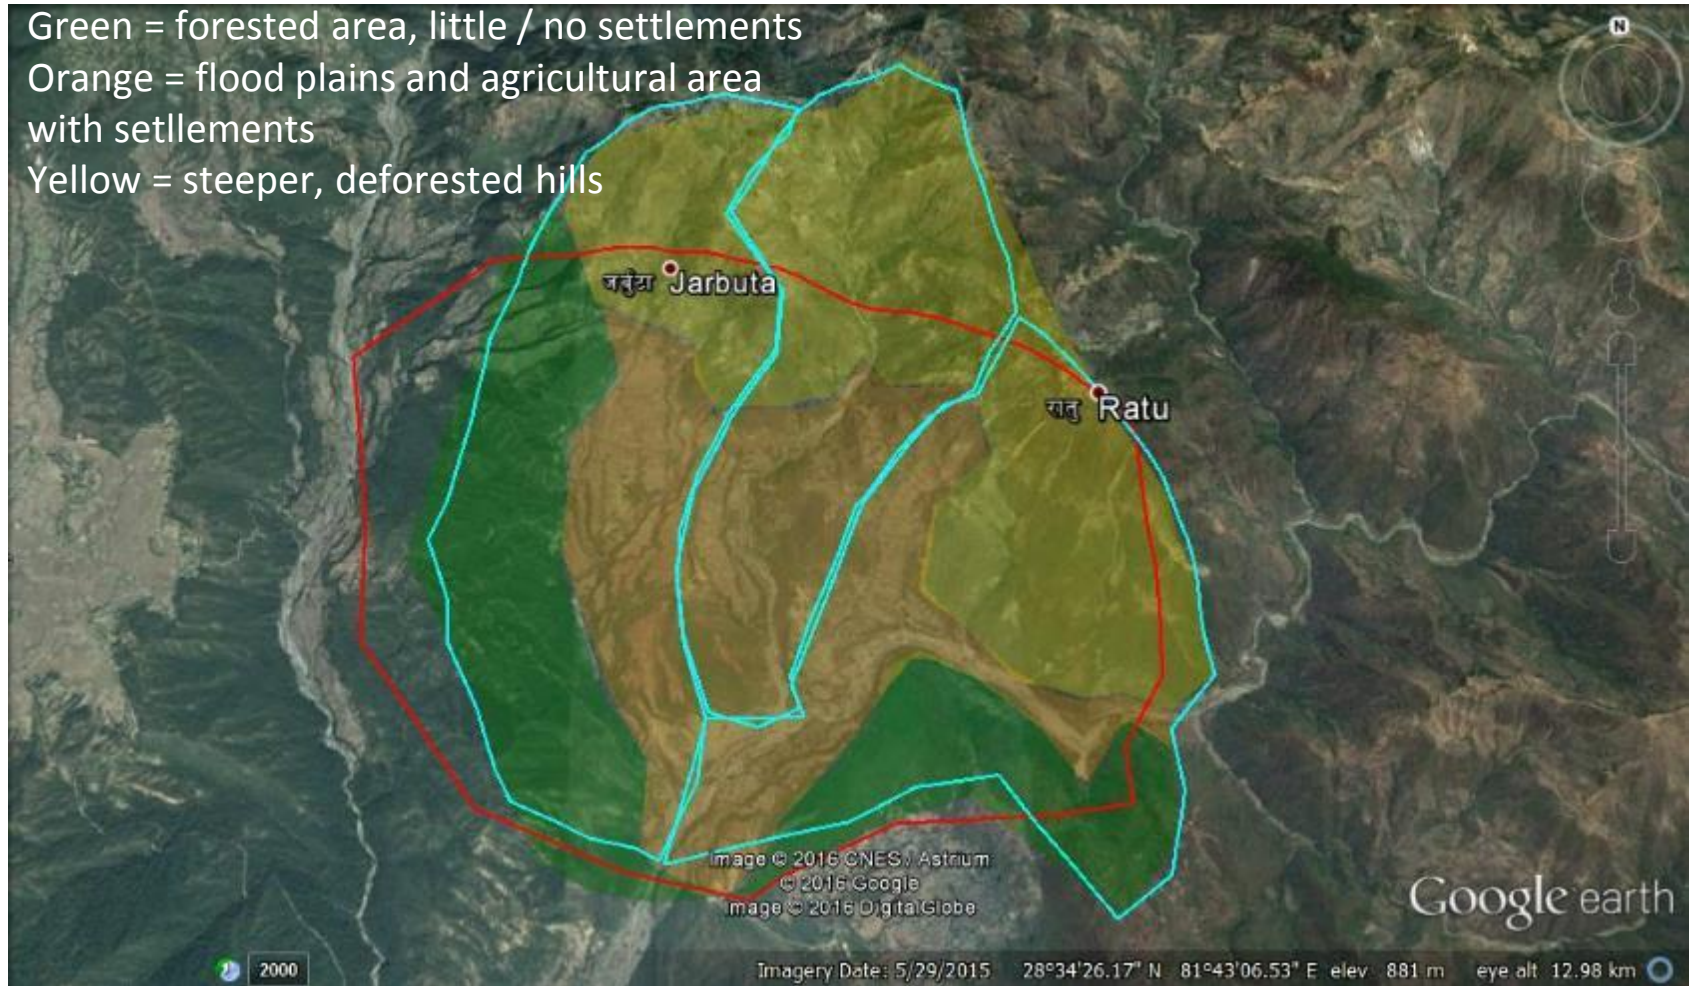 Green = forested area, little / no settlements
Orange = flood plains and agricultural area
with setllements
Yellow = steeper, deforested hills
N
जर्बुटा Jarbuta
रातु Ratu
Image © 2016 CNES / Astrium
© 2016 Google
Image © 2016 DigitalGlobe
Google earth
2000
Imagery Date: 5/29/2015 28°34'26.17" N 81°43'06.53" E elev 881 m eye alt 12.98 km